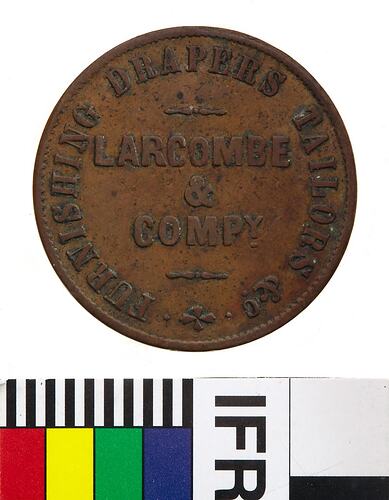 FURNISHING DRAPERS TAILORS &c
LARCOMBE
&
COMPY
IFR